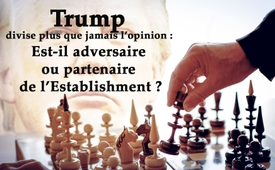 Trump
divise plus que jamais l'opinion :
Est-il adversaire
ou partenaire
de l'Establishment ?